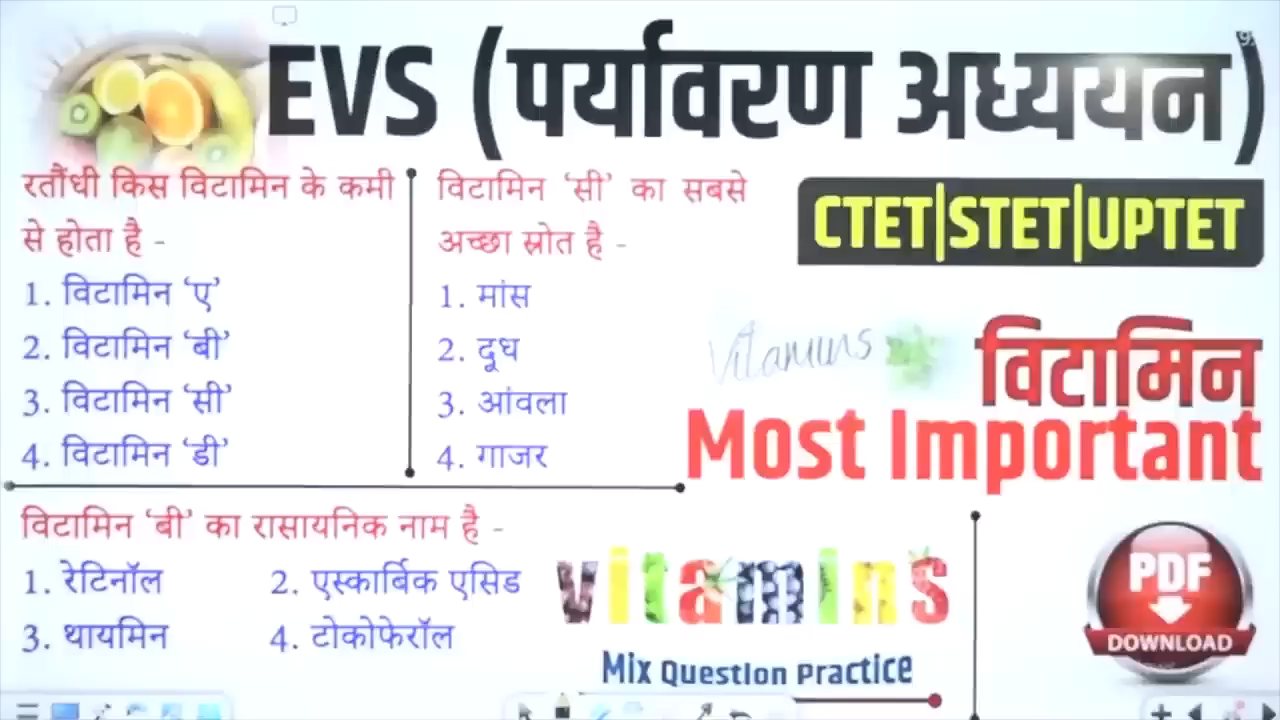 EVS (पर्यावरण अध्ययन)
रतौंधी किस विटामिन के कमी
से होता है -
1. विटामिन ‘ए’
2. विटामिन ‘बी’
3. विटामिन ‘सी’
4. विटामिन ‘डी’
विटामिन ‘सी’ का सबसे
अच्छा स्रोत है -
1. मांस
2. दूध
3. आंवला
4. गाजर
CTET|STET|UPTET
Vitamins
विटामिन
Most Important
विटामिन ‘बी’ का रासायनिक नाम है -
1. रेटिनॉल 2. एस्कार्बिक एसिड
3. थायमिन 4. टोकोफेरॉल
vitamins
Mix Question Practice
PDF
DOWNLOAD